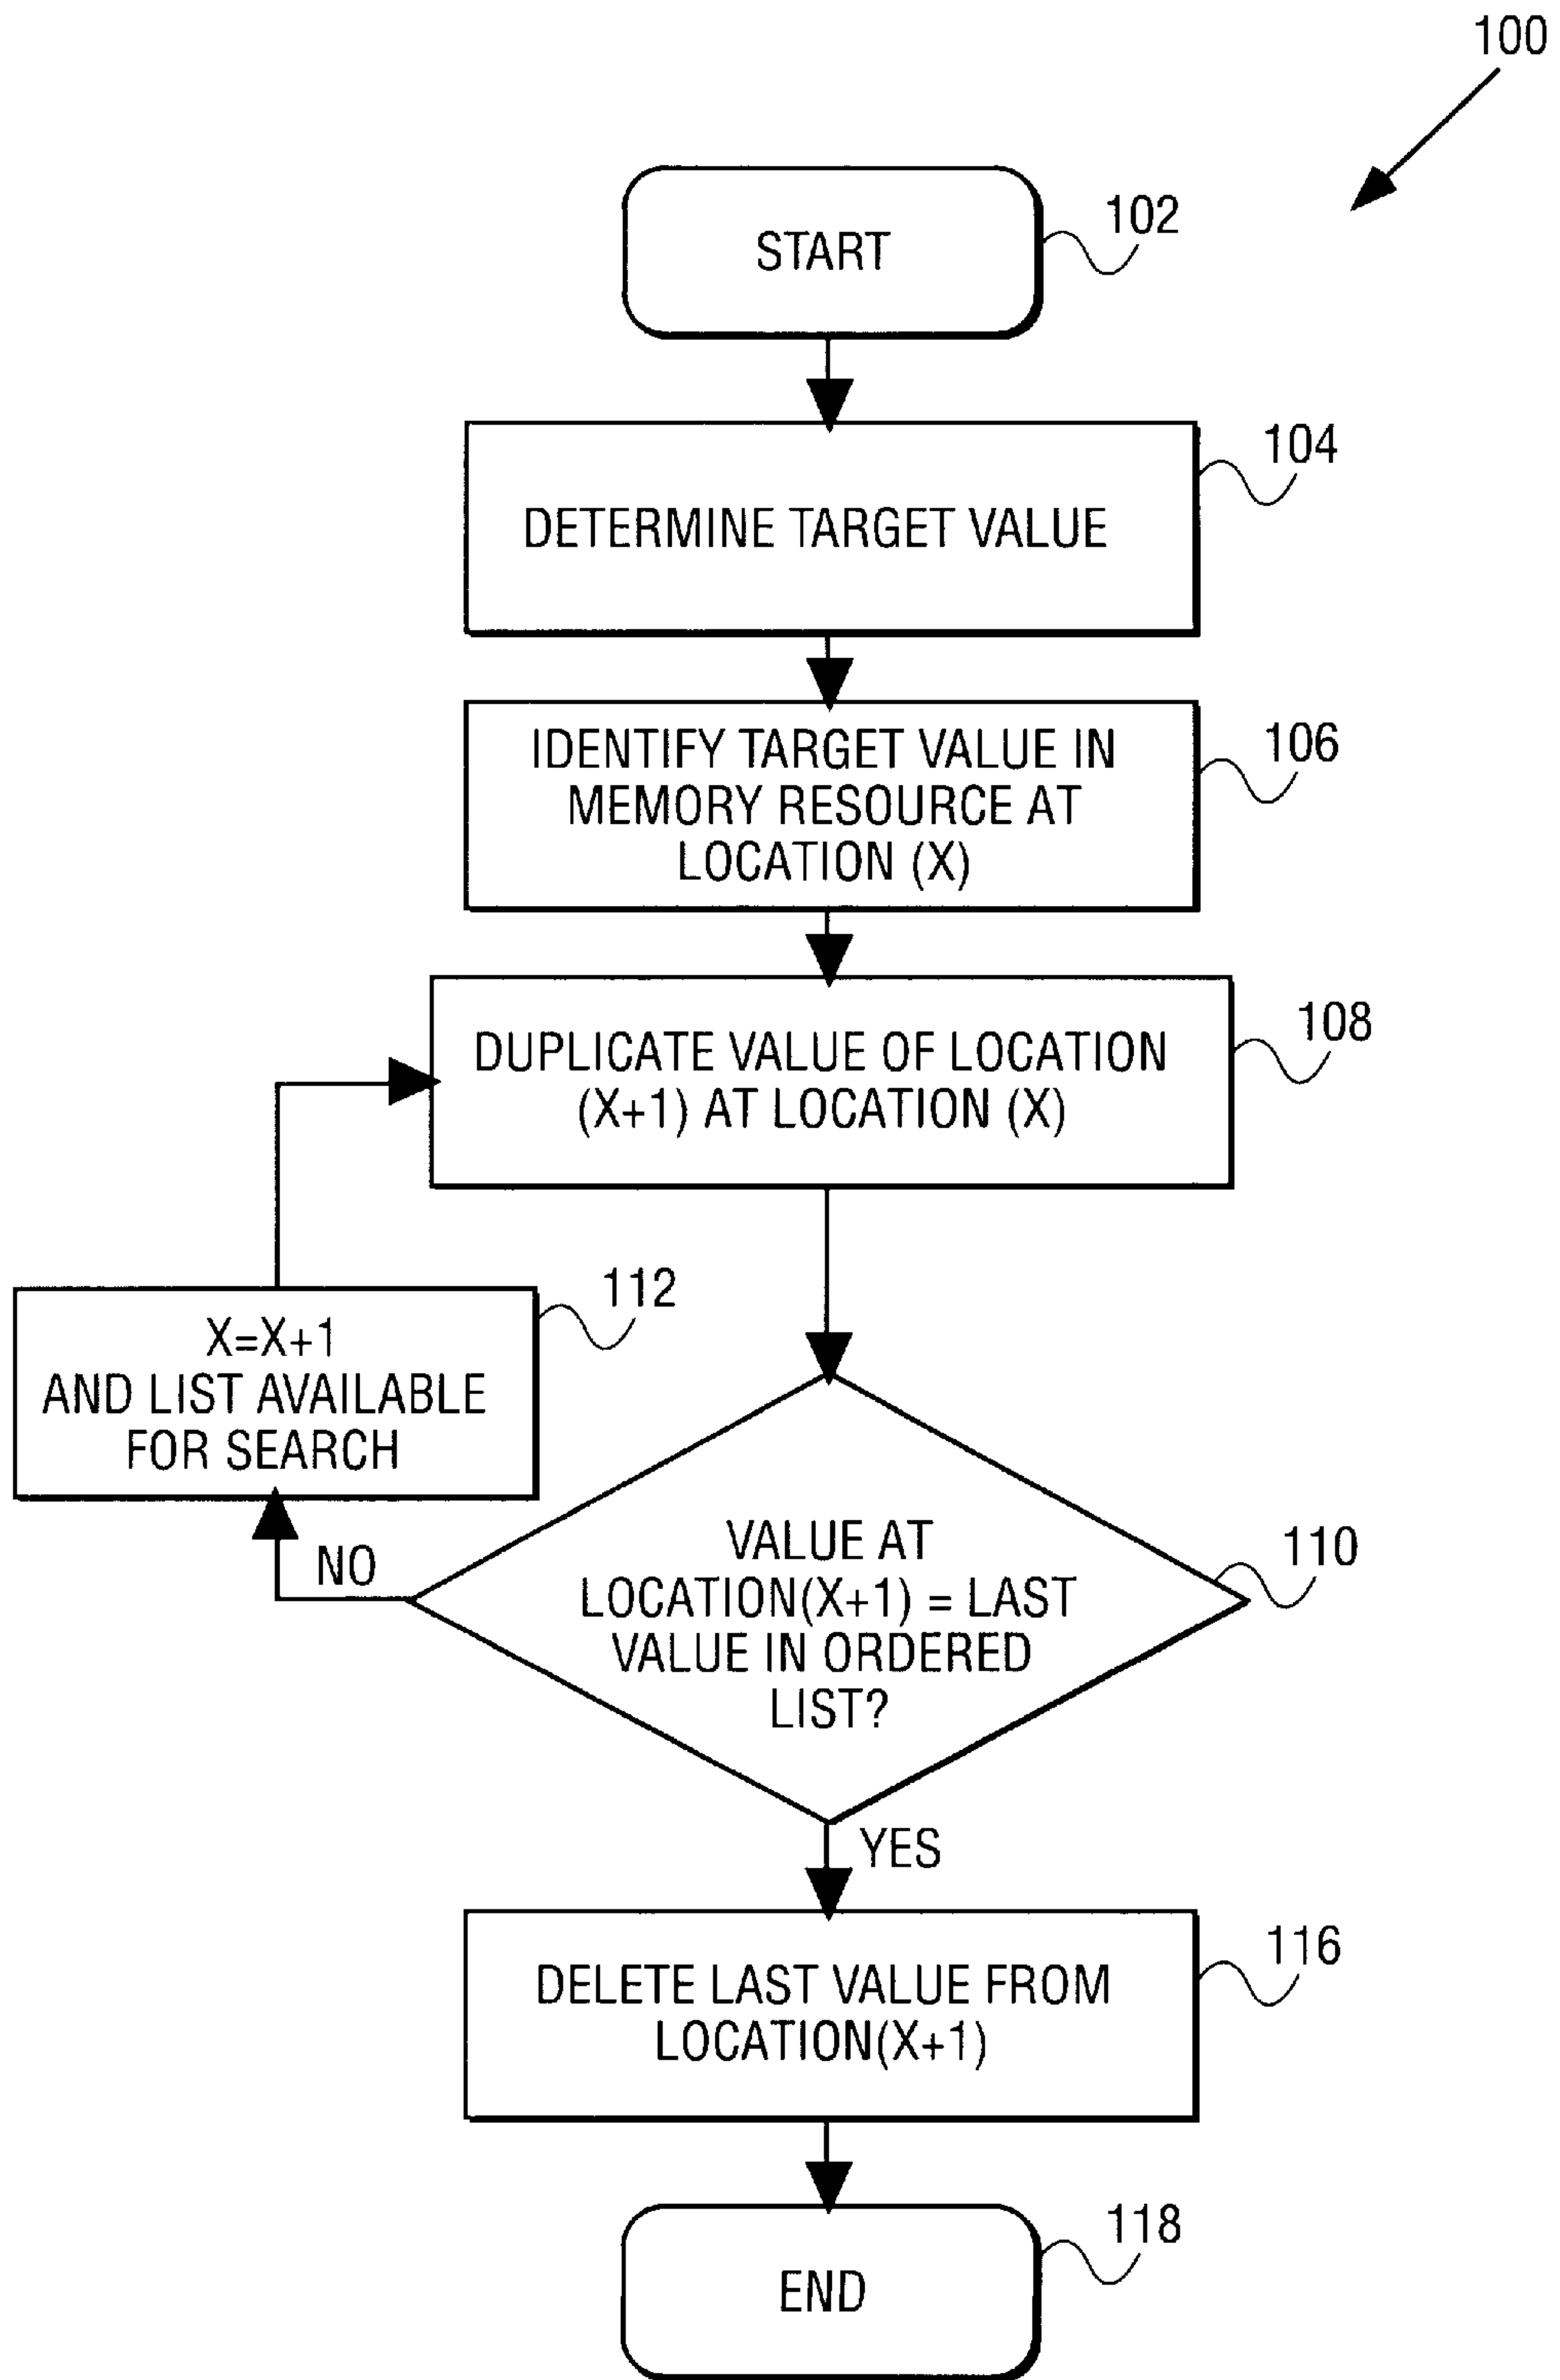 100
START
102
DETERMINE TARGET VALUE
104
IDENTIFY TARGET VALUE IN
MEMORY RESOURCE AT
LOCATION (X)
106
DUPLICATE VALUE OF LOCATION
(X+1) AT LOCATION (X)
108
X=X+1
AND LIST AVAILABLE
FOR SEARCH
112
NO
VALUE AT
LOCATION(X+1) = LAST
VALUE IN ORDERED
LIST?
110
YES
DELETE LAST VALUE FROM
LOCATION(X+1)
116
END
118